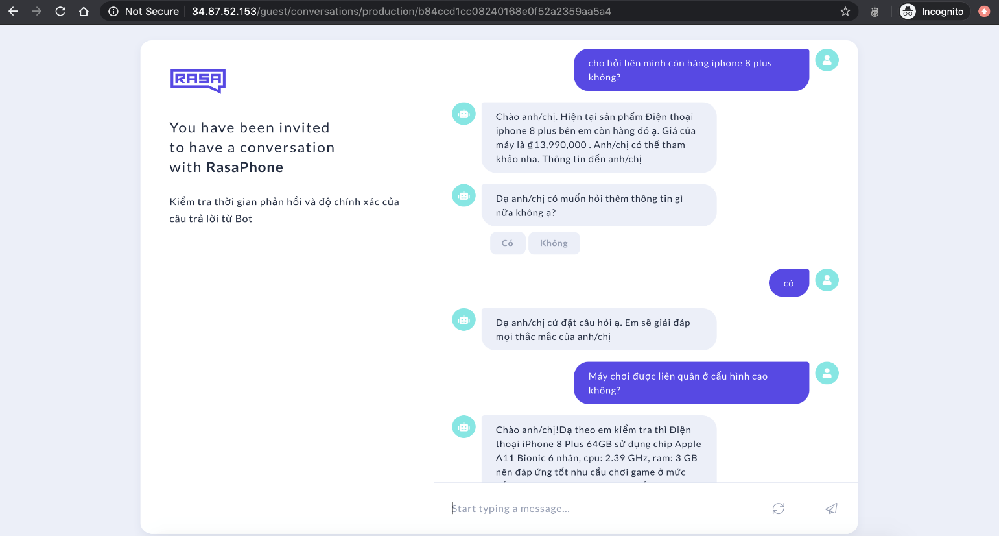 Not Secure
34.87.52.153/guest/conversations/production/b84ccd1cc08240168e0f52a2359aa5a4
Incognito
RASA
You have been invited
to have a conversation
with RasaPhone
Kiểm tra thời gian phản hồi và độ chính xác của
câu trả lời từ Bot
cho hỏi bên mình còn hàng iphone 8 plus
không?
Chào anh/chị. Hiện tại sản phẩm Điện thoại
iphone 8 plus bên em còn hàng đó ạ. Giá của
máy là ₫13,990,000 . Anh/chị có thể tham
khảo nha. Thông tin đến anh/chị
Dạ anh/chị có muốn hỏi thêm thông tin gì
nữa không ạ?
Có
Không
có
Dạ anh/chị cứ đặt câu hỏi ạ. Em sẽ giải đáp
mọi thắc mắc của anh/chị
Máy chơi được liên quân ở cấu hình cao
không?
Chào anh/chị!Dạ theo em kiểm tra thì Điện
thoại iPhone 8 Plus 64GB sử dụng chip Apple
A11 Bionic 6 nhân, cpu: 2.39 GHz, ram: 3 GB
nên đáp ứng tốt nhu cầu chơi game ở mức
Start typing a message...